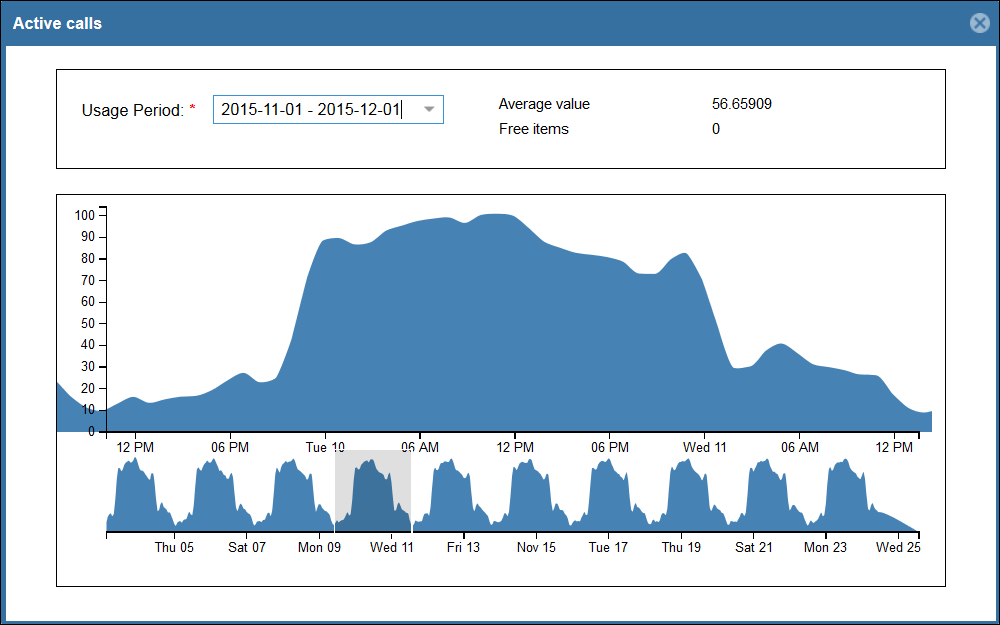 Active calls
Usage Period: * 2015-11-01 - 2015-12-01
Average value 56.65909
Free items 0
100
90
80
70
60
50
40
30
20
10
0
12 PM 06 PM Tue 10 06 AM 12 PM 06 PM Wed 11 06 AM 12 PM
Thu 05 Sat 07 Mon 09 Wed 11 Fri 13 Nov 15 Tue 17 Thu 19 Sat 21 Mon 23 Wed 25